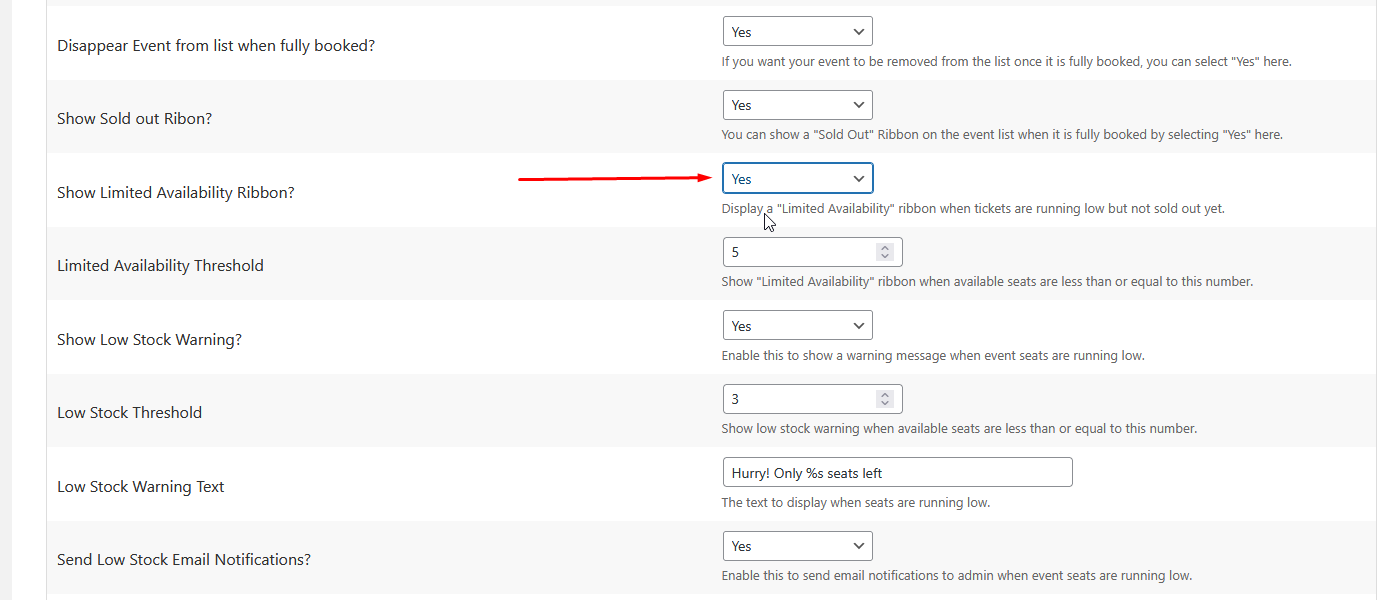 Disappear Event from list when fully booked?
Yes
If you want your event to be removed from the list once it is fully booked, you can select "Yes" here.
Show Sold out Ribon?
Yes
You can show a "Sold Out" Ribbon on the event list when it is fully booked by selecting "Yes" here.
Show Limited Availability Ribbon?
Yes
Display a "Limited Availability" ribbon when tickets are running low but not sold out yet.
Limited Availability Threshold
5
Show "Limited Availability" ribbon when available seats are less than or equal to this number.
Show Low Stock Warning?
Yes
Enable this to show a warning message when event seats are running low.
Low Stock Threshold
3
Show low stock warning when available seats are less than or equal to this number.
Low Stock Warning Text
Hurry! Only %s seats left
The text to display when seats are running low.
Send Low Stock Email Notifications?
Yes
Enable this to send email notifications to admin when event seats are running low.